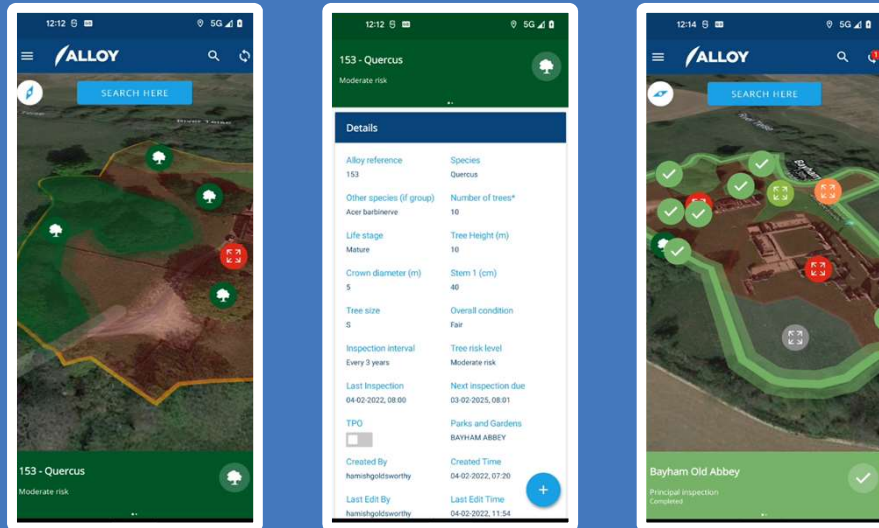 12:12 5G
ALLOY
SEARCH HERE
153 - Quercus
Moderate risk
12:12 5G
153 - Quercus
Moderate risk
Details
Alloy reference Species
153 Quercus
Other species (if group) Number of trees*
Acer barbinerve 10
Life stage Tree Height (m)
Mature 10
Crown diameter (m) Stem 1 (cm)
5 40
Tree size Overall condition
S Fair
Inspection interval Tree risk level
Every 3 years Moderate risk
Last Inspection Next inspection due
04-02-2022, 08:00 03-02-2025, 08:01
TPO Parks and Gardens
BAYHAM ABBEY
Created By Created Time
hamishgoldsworthy 04-02-2022, 07:20
Last Edit By Last Edit Time
hamishgoldsworthy 04-02-2022, 11:54
12:14 5G
ALLOY
1
SEARCH HERE
Bayham Old Abbey
Principal inspection
Completed